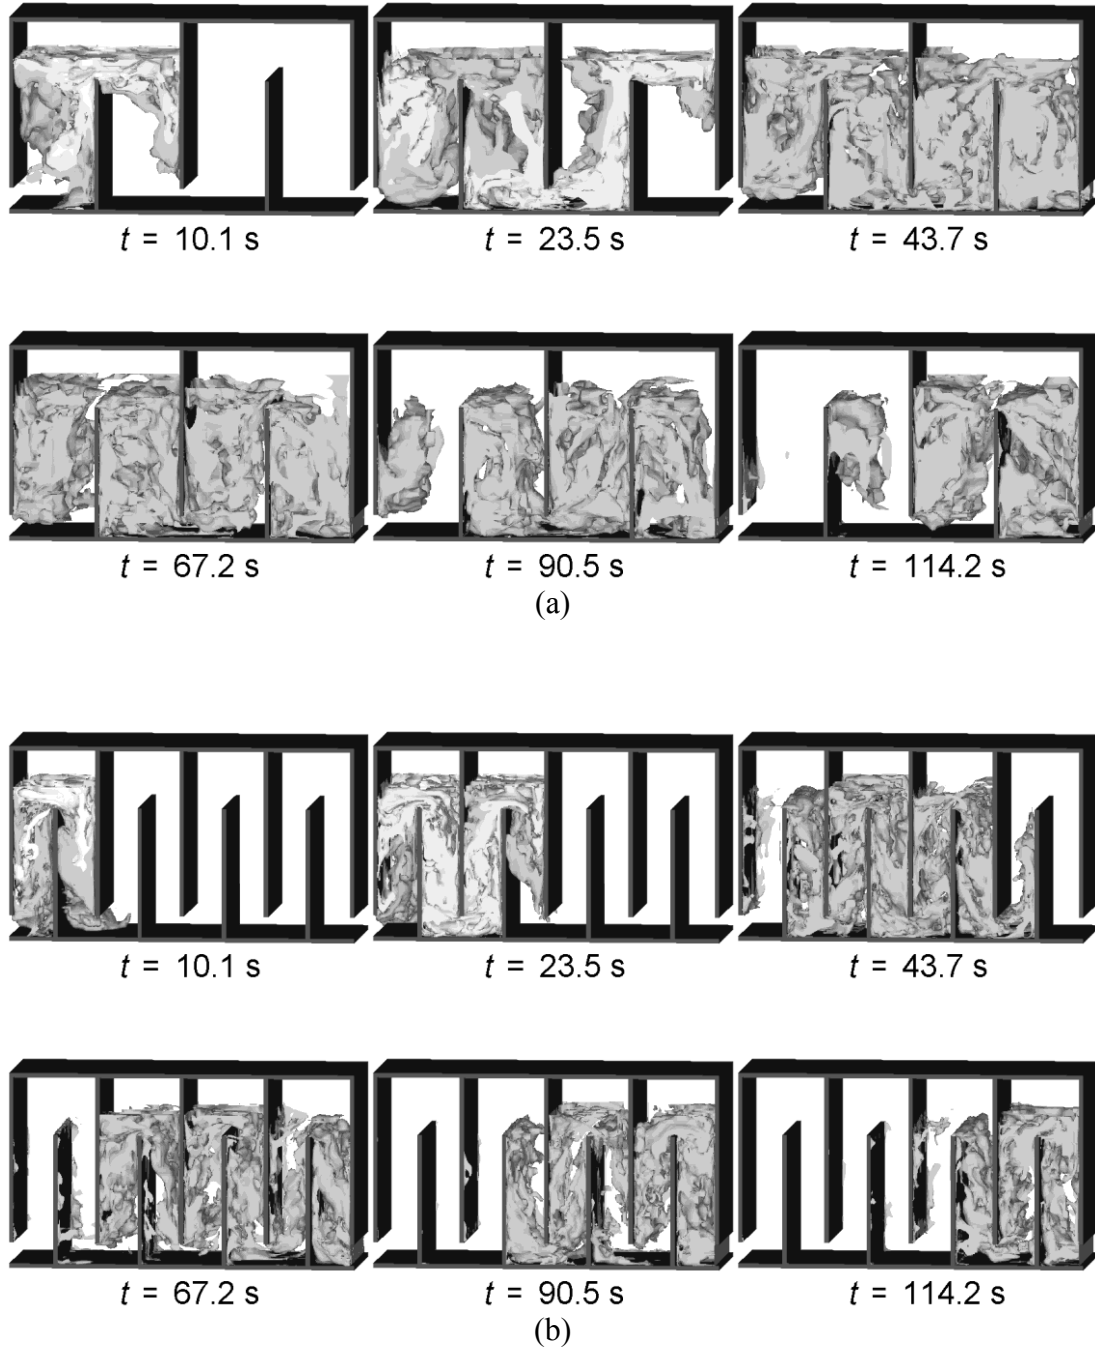 t = 10.1 s
t = 23.5 s
t = 43.7 s
t = 67.2 s
t = 90.5 s
t = 114.2 s
(a)
t = 10.1 s
t = 23.5 s
t = 43.7 s
t = 67.2 s
t = 90.5 s
t = 114.2 s
(b)